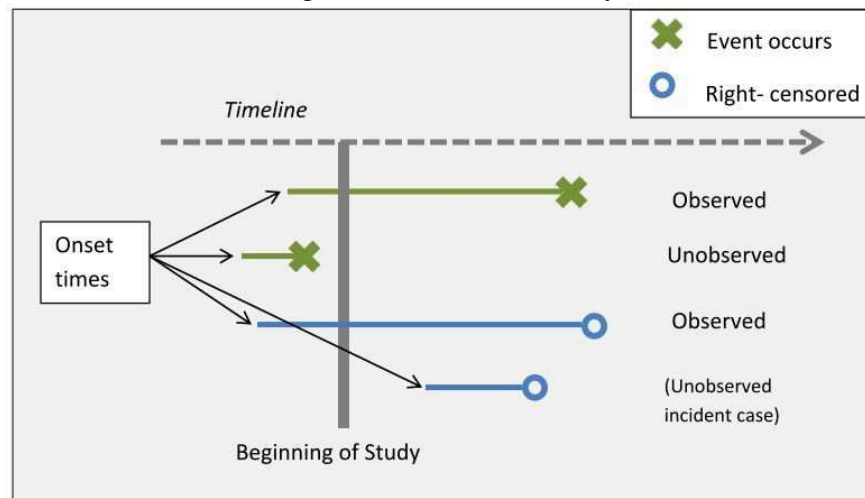 Event occurs
Right- censored
Timeline
Observed
Onset
times
Unobserved
Observed
(Unobserved
incident case)
Beginning of Study